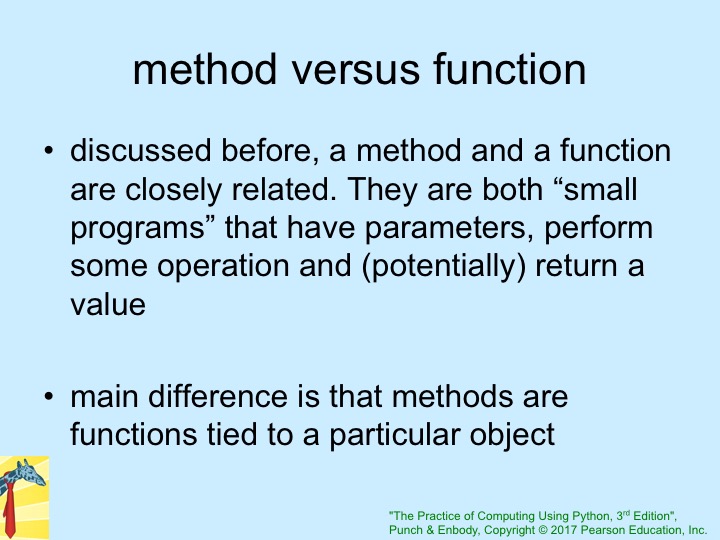 method versus function
• discussed before, a method and a function
are closely related. They are both “small
programs” that have parameters, perform
some operation and (potentially) return a
value
• main difference is that methods are
functions tied to a particular object
"The Practice of Computing Using Python, 3rd Edition",
Punch & Enbody, Copyright © 2017 Pearson Education, Inc.